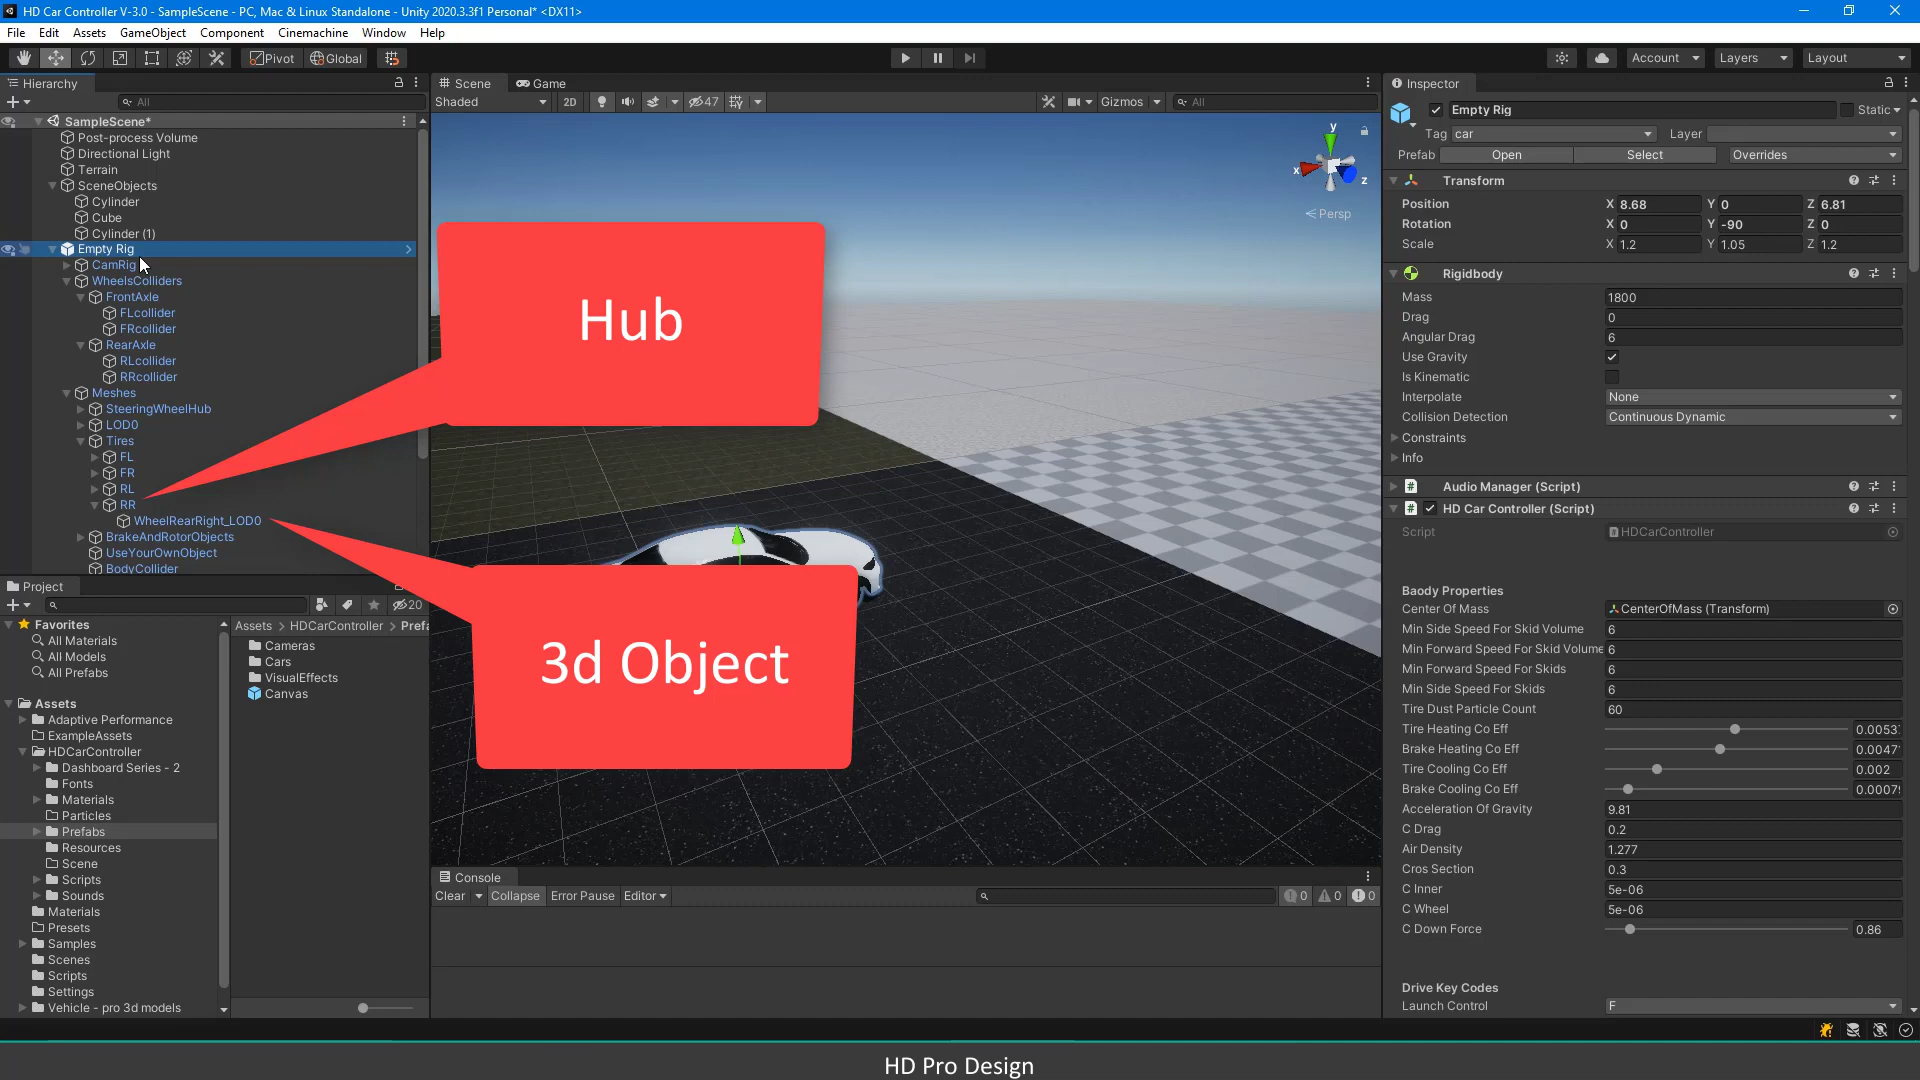 HD Car Controller V-3.0 - SampleScene - PC, Mac & Linux Standalone - Unity 2020.3.3f1 Personal* <DX11>
File Edit Assets GameObject Component Cinemachine Window Help
Pivot Global Account Layers Layout
Hierarchy
All
SampleScene*
Post-process Volume
Directional Light
Terrain
SceneObjects
Cylinder
Cube
Cylinder (1)
Empty Rig
CamRig
WheelsColliders
FrontAxle
FLcollider
FRcollider
RearAxle
RLcollider
RRcollider
Meshes
SteeringWheelHub
LOD0
Tires
FL
FR
RL
RR
WheelRearRight_LOD0
BrakeAndRotorObjects
UseYourOwnObject
BodyCollider
Scene Game
Shaded 2D 47 Gizmos All
y
x
z
Persp
Hub
3d Object
Project
20
Favorites
All Materials
All Models
All Prefabs
Assets
Adaptive Performance
ExampleAssets
HDCarController
Dashboard Series - 2
Fonts
Materials
Particles
Prefabs
Resources
Scene
Scripts
Sounds
Materials
Presets
Samples
Scenes
Scripts
Settings
Vehicle - pro 3d models
Assets > HDCarController > Prefa
Cameras
Cars
VisualEffects
Canvas
Console
Clear Collapse Error Pause Editor 0 0 0
Inspector
Empty Rig Static
Tag car Layer
Prefab Open Select Overrides
Transform
Position X 8.68 Y 0 Z 6.81
Rotation X 0 Y -90 Z 0
Scale X 1.2 Y 1.05 Z 1.2
Rigidbody
Mass 1800
Drag 0
Angular Drag 6
Use Gravity
Is Kinematic
Interpolate None
Collision Detection Continuous Dynamic
Constraints
Info
Audio Manager (Script)
HD Car Controller (Script)
Script HDCarController
Baody Properties
Center Of Mass CenterOfMass (Transform)
Min Side Speed For Skid Volume 6
Min Forward Speed For Skid Volume 6
Min Forward Speed For Skids 6
Min Side Speed For Skids 6
Tire Dust Particle Count 60
Tire Heating Co Eff 0.0053
Brake Heating Co Eff 0.0047
Tire Cooling Co Eff 0.002
Brake Cooling Co Eff 0.0007
Acceleration Of Gravity 9.81
C Drag 0.2
Air Density 1.277
Cros Section 0.3
C Inner 5e-06
C Wheel 5e-06
C Down Force 0.86
Drive Key Codes
Launch Control F
HD Pro Design